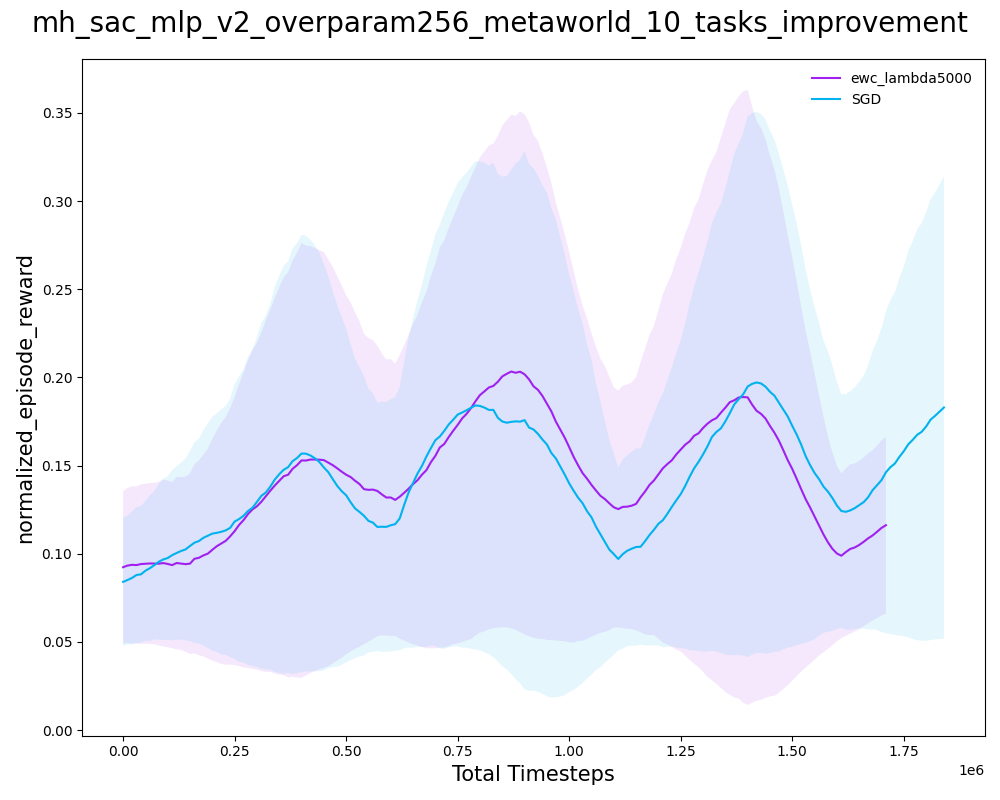 mh_sac_mlp_v2_overparam256_metaworld_10_tasks_improvement
ewc_lambda5000
SGD
normalized_episode_reward
0.35
0.30
0.25
0.20
0.15
0.10
0.05
0.00
0.00 0.25 0.50 0.75 1.00 1.25 1.50 1.75
1e6
Total Timesteps